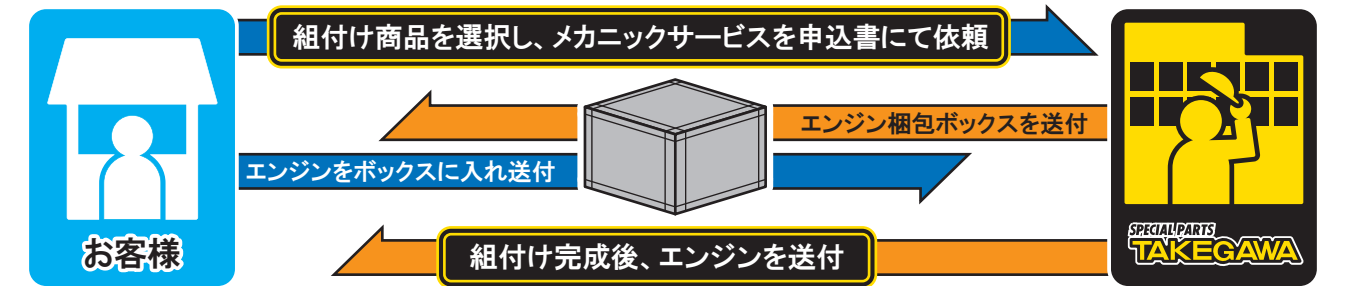 組付け商品を選択し、メカニックサービスを申込書にて依頼
エンジン梱包ボックスを送付
エンジンをボックスに入れ送付
組付け完成後、エンジンを送付
お客様
SPECIAL PARTS
TAKEGAWA